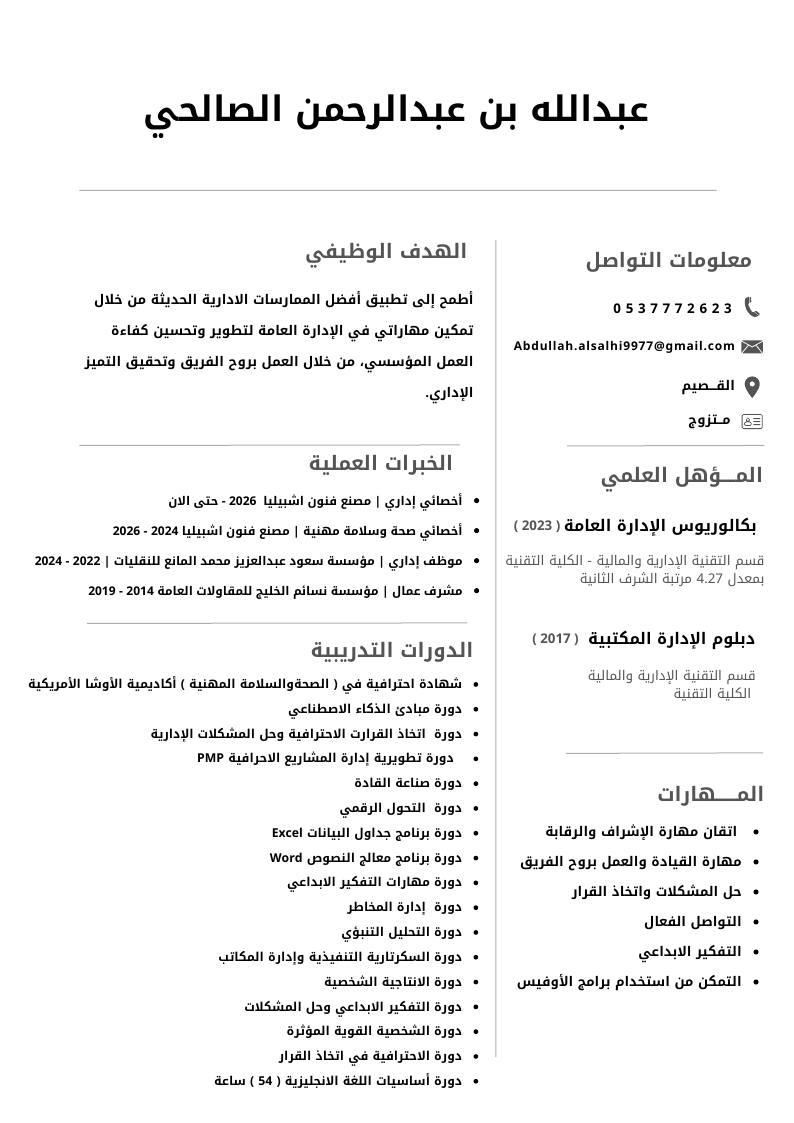 عبدالله بن عبدالرحمن الصالحي
معلومات التواصل
0537772623
Abdullah.alsalhi9977@gmail.com
القـصيم
مـتزوج
المــؤهل العلمي
بكالوريوس الإدارة العامة ( 2023 )
قسم التقنية الإدارية والمالية - الكلية التقنية
بمعدل 4.27 مرتبة الشرف الثانية
دبلوم الإدارة المكتبية ( 2017 )
قسم التقنية الإدارية والمالية
الكلية التقنية
المـــهارات
• اتقان مهارة الإشراف والرقابة
• مهارة القيادة والعمل بروح الفريق
• حل المشكلات واتخاذ القرار
• التواصل الفعال
• التفكير الابداعي
• التمكن من استخدام برامج الأوفيس
الهدف الوظيفي
أطمح إلى تطبيق أفضل الممارسات الادارية الحديثة من خلال
تمكين مهاراتي في الإدارة العامة لتطوير وتحسين كفاءة
العمل المؤسسي، من خلال العمل بروح الفريق وتحقيق التميز
الإداري.
الخبرات العملية
• أخصائي إداري | مصنع فنون اشبيليا 2026 - حتى الان
• أخصائي صحة وسلامة مهنية | مصنع فنون اشبيليا 2024 - 2026
• موظف إداري | مؤسسة سعود عبدالعزيز محمد المانع للنقليات | 2022 - 2024
• مشرف عمال | مؤسسة نسائم الخليج للمقاولات العامة 2014 - 2019
الدورات التدريبية
• شهادة احترافية في ( الصحةوالسلامة المهنية ) أكاديمية الأوشا الأمريكية
• دورة مبادئ الذكاء الاصطناعي
• دورة اتخاذ القرارت الاحترافية وحل المشكلات الإدارية
• دورة تطويرية إدارة المشاريع الاحرافية PMP
• دورة صناعة القادة
• دورة التحول الرقمي
• دورة برنامج جداول البيانات Excel
• دورة برنامج معالج النصوص Word
• دورة مهارات التفكير الابداعي
• دورة إدارة المخاطر
• دورة التحليل التنبؤي
• دورة السكرتارية التنفيذية وإدارة المكاتب
• دورة الانتاجية الشخصية
• دورة التفكير الابداعي وحل المشكلات
• دورة الشخصية القوية المؤثرة
• دورة الاحترافية في اتخاذ القرار
• دورة أساسيات اللغة الانجليزية ( 54 ) ساعة